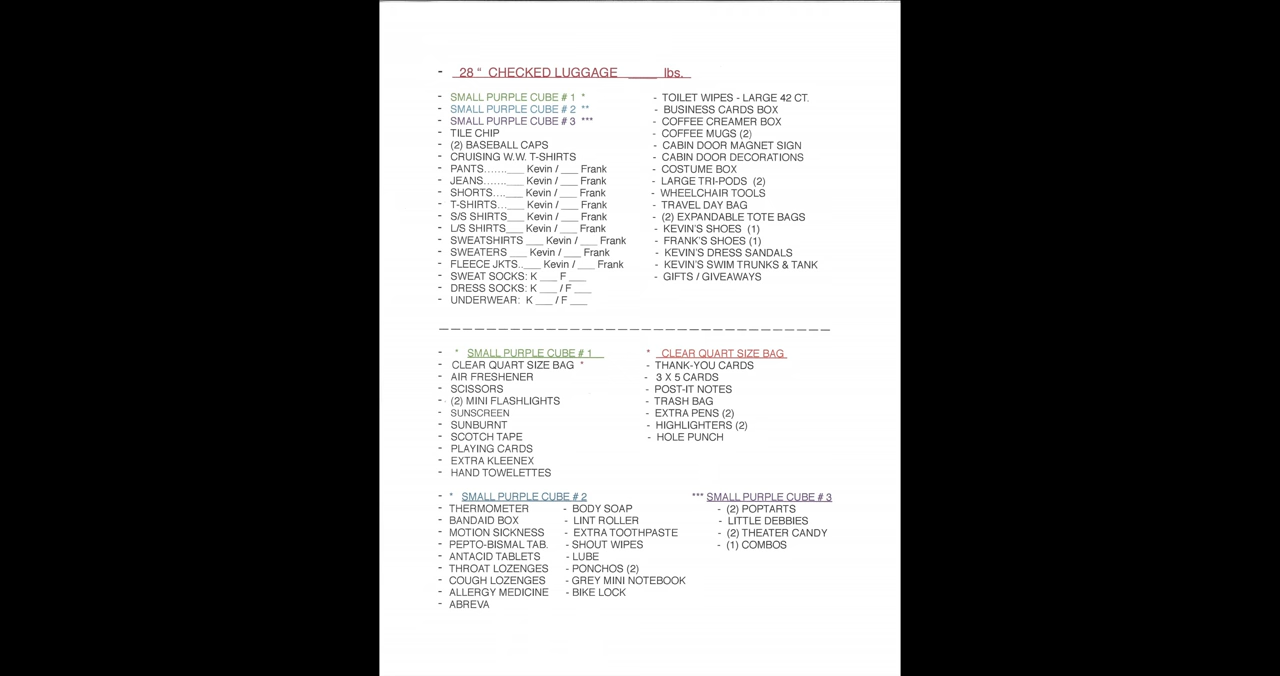 - 28 " CHECKED LUGGAGE ____ lbs.
- SMALL PURPLE CUBE # 1 *
- SMALL PURPLE CUBE # 2 **
- SMALL PURPLE CUBE # 3 ***
- TILE CHIP
- (2) BASEBALL CAPS
- CRUISING W.W. T-SHIRTS
- PANTS.......___ Kevin / ___ Frank
- JEANS.......___ Kevin / ___ Frank
- SHORTS....___ Kevin / ___ Frank
- T-SHIRTS...___ Kevin / ___ Frank
- S/S SHIRTS___ Kevin / ___ Frank
- L/S SHIRTS___ Kevin / ___ Frank
- SWEATSHIRTS ___ Kevin / ___ Frank
- SWEATERS ___ Kevin / ___ Frank
- FLEECE JKTS..___ Kevin / ___ Frank
- SWEAT SOCKS: K ___ F ___
- DRESS SOCKS: K ___ / F ___
- UNDERWEAR: K ___ / F ___
- TOILET WIPES - LARGE 42 CT.
- BUSINESS CARDS BOX
- COFFEE CREAMER BOX
- COFFEE MUGS (2)
- CABIN DOOR MAGNET SIGN
- CABIN DOOR DECORATIONS
- COSTUME BOX
- LARGE TRI-PODS (2)
- WHEELCHAIR TOOLS
- TRAVEL DAY BAG
- (2) EXPANDABLE TOTE BAGS
- KEVIN'S SHOES (1)
- FRANK'S SHOES (1)
- KEVIN'S DRESS SANDALS
- KEVIN'S SWIM TRUNKS & TANK
- GIFTS / GIVEAWAYS
- * SMALL PURPLE CUBE # 1
- CLEAR QUART SIZE BAG *
- AIR FRESHENER
- SCISSORS
- (2) MINI FLASHLIGHTS
- SUNSCREEN
- SUNBURNT
- SCOTCH TAPE
- PLAYING CARDS
- EXTRA KLEENEX
- HAND TOWELETTES
* CLEAR QUART SIZE BAG
- THANK-YOU CARDS
- 3 X 5 CARDS
- POST-IT NOTES
- TRASH BAG
- EXTRA PENS (2)
- HIGHLIGHTERS (2)
- HOLE PUNCH
- * SMALL PURPLE CUBE # 2
- THERMOMETER
- BANDAID BOX
- MOTION SICKNESS
- PEPTO-BISMAL TAB.
- ANTACID TABLETS
- THROAT LOZENGES
- COUGH LOZENGES
- ALLERGY MEDICINE
- ABREVA
- BODY SOAP
- LINT ROLLER
- EXTRA TOOTHPASTE
- SHOUT WIPES
- LUBE
- PONCHOS (2)
- GREY MINI NOTEBOOK
- BIKE LOCK
*** SMALL PURPLE CUBE # 3
- (2) POPTARTS
- LITTLE DEBBIES
- (2) THEATER CANDY
- (1) COMBOS